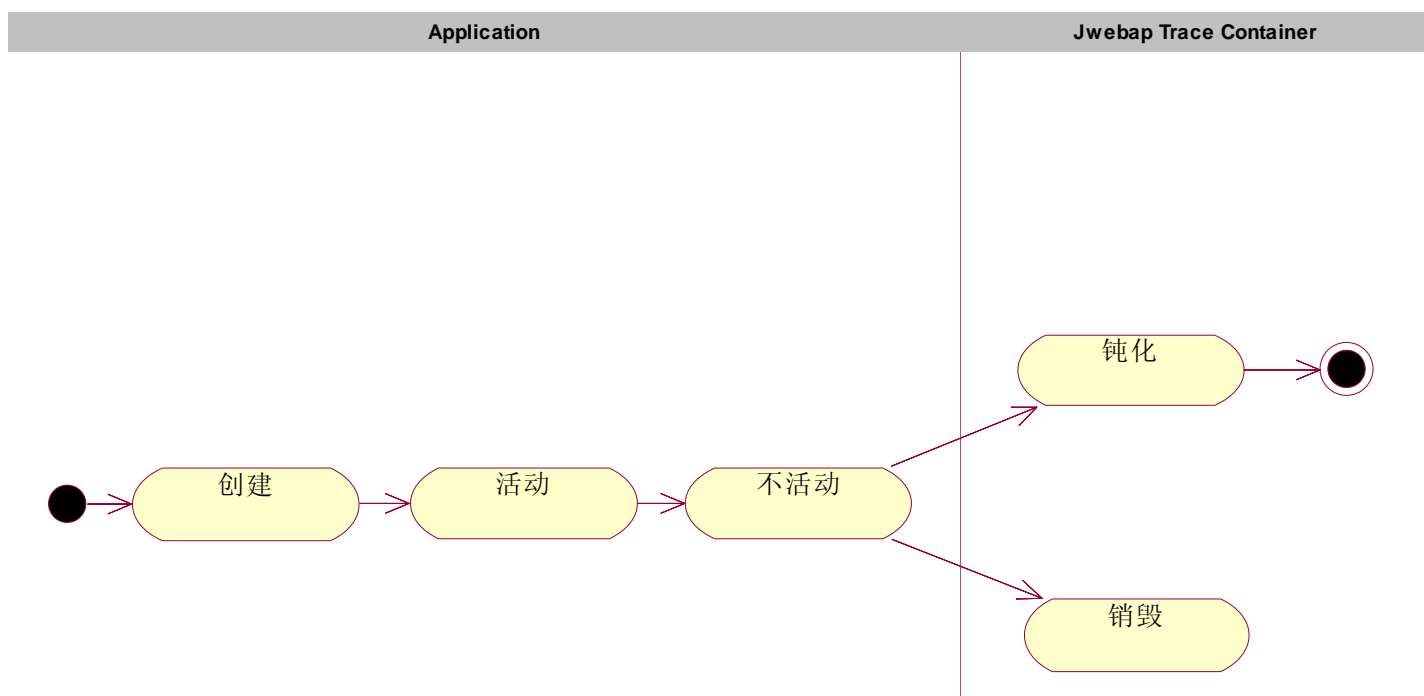 Application
Jwebap Trace Container
钝化
创建
活动
不活动
销毁